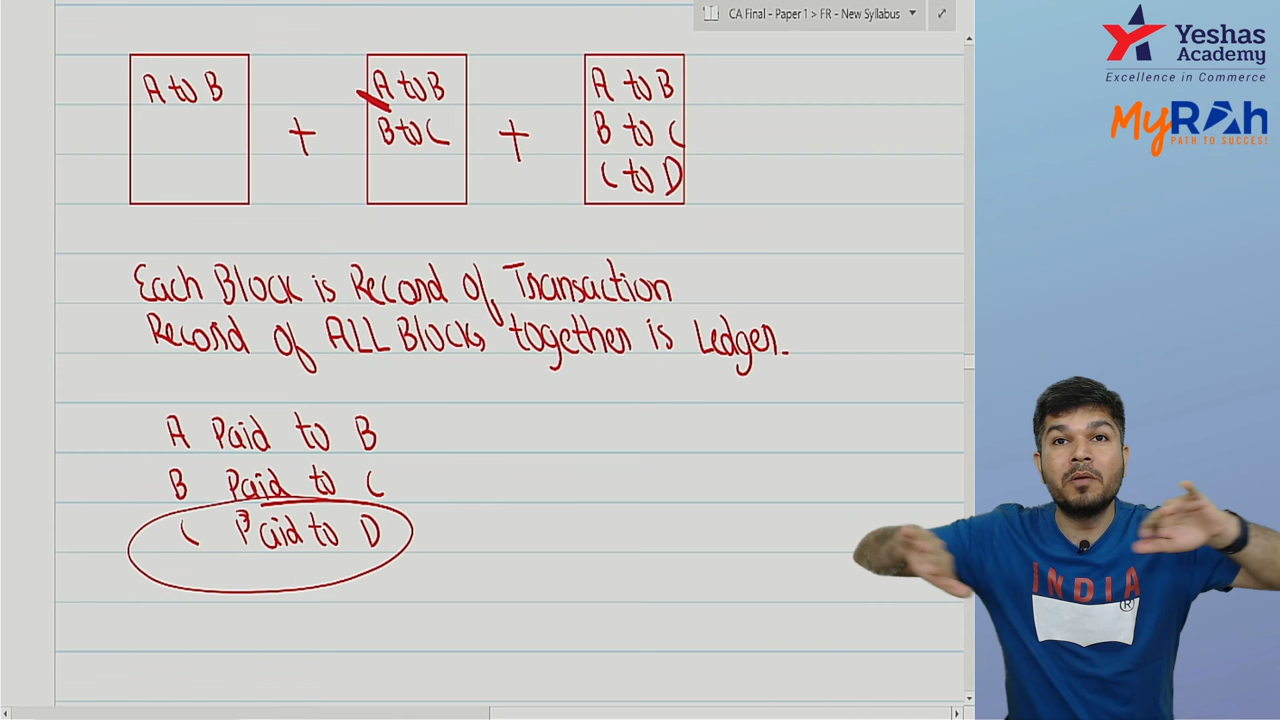 CA Final - Paper 1 > FR - New Syllabus
Yeshas
Academy
Excellence in Commerce
MyRAh
PATH TO SUCCESS
A to B
A to B
B to C
A to B
B to C
C to D
+
+
Each Block is Record of Transaction
Record of ALL Blocks together is Ledger.
A Paid to B
B Paid to C
C Paid to D
INDIA
®